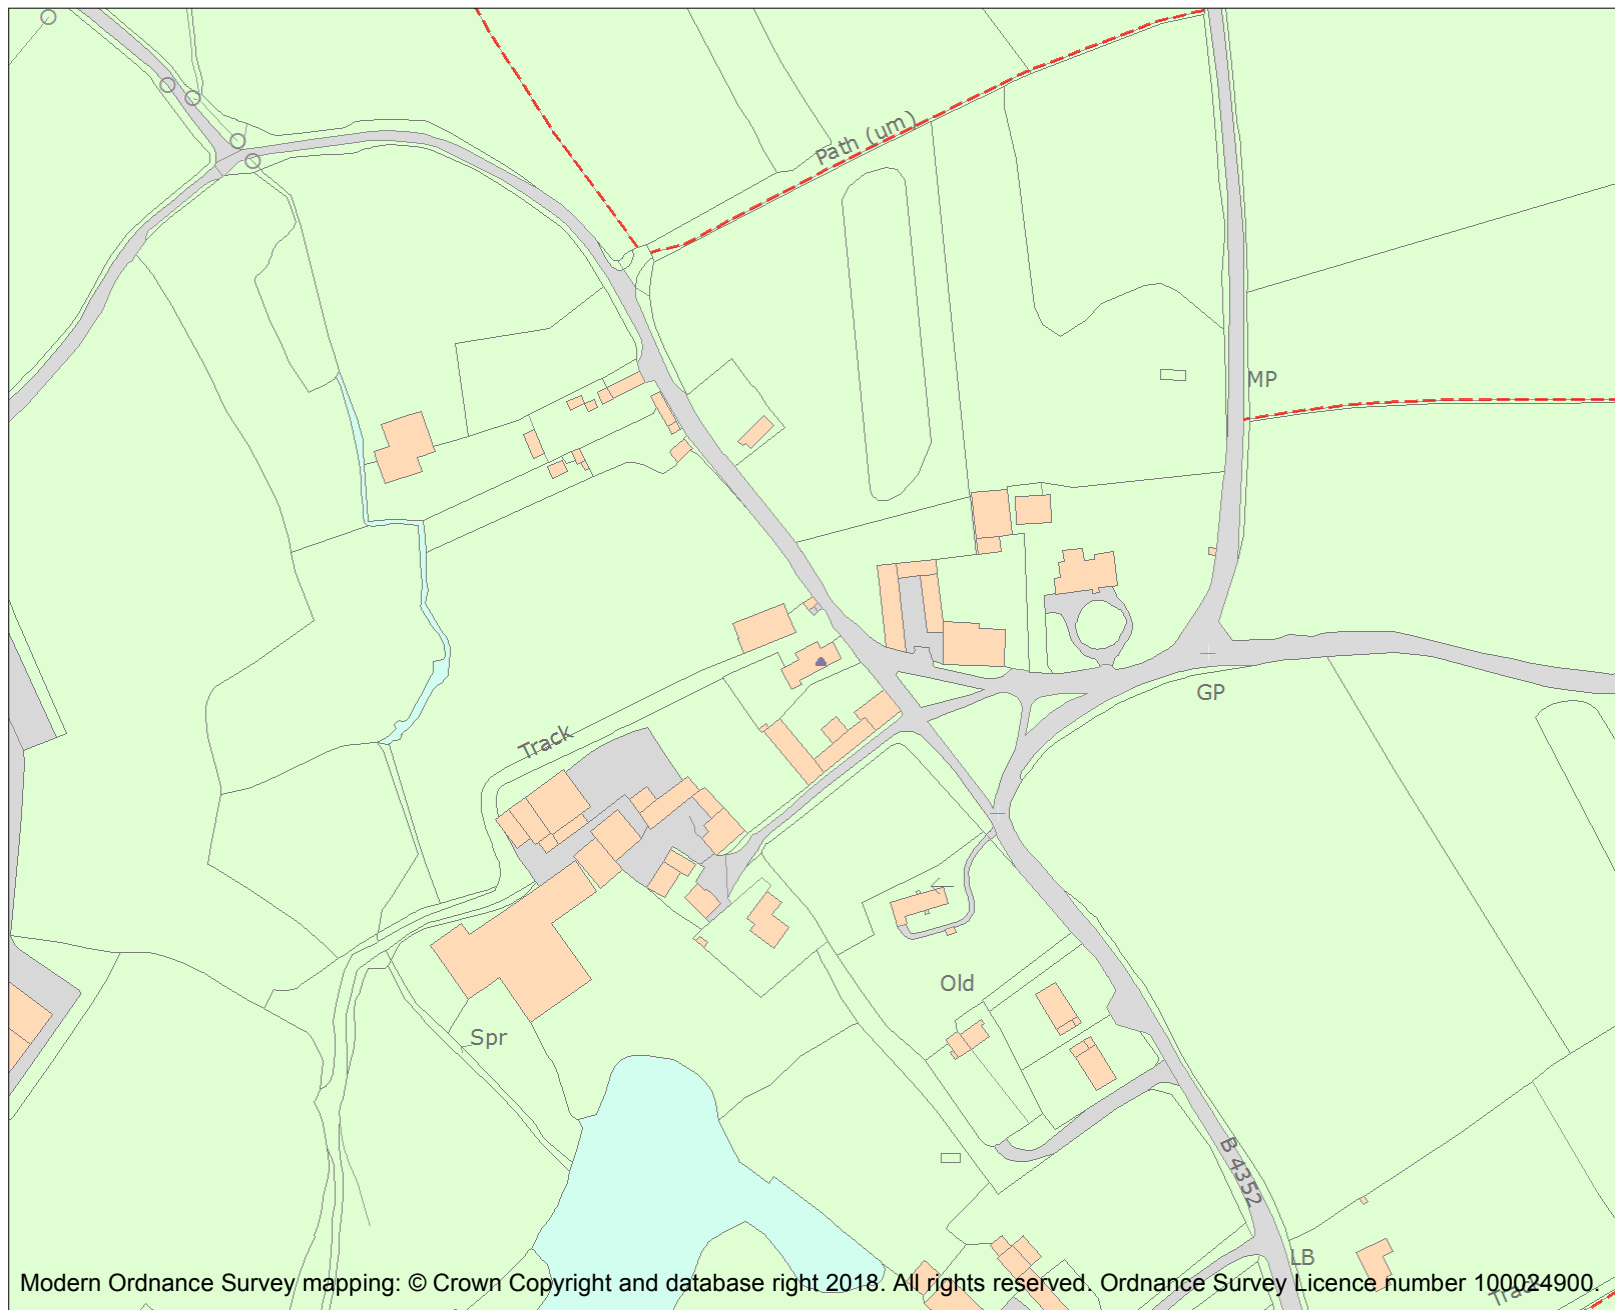 Path (um)
MP
GP
Track
Old
Spr
B 4352
LB
Track
Modern Ordnance Survey mapping: © Crown Copyright and database right 2018. All rights reserved. Ordnance Survey Licence number 100024900.